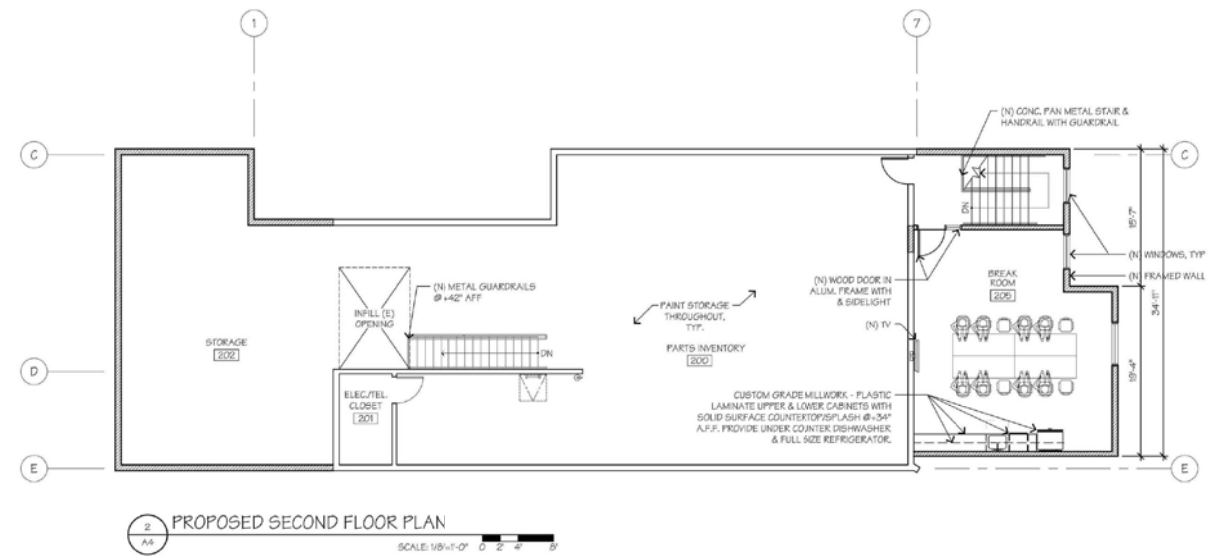 1
7
(N) CONC. PAN METAL STAIR &
HANDRAIL WITH GUARDRAIL
C
C
DN
15'-7"
34'-11"
(N) WINDOWS, TYP
(N) FRAMED WALL
(N) WOOD DOOR IN
ALUM. FRAME WITH
& SIDELIGHT
BREAK
ROOM
205
(N) METAL GUARDRAILS
@ +42" AFF
INFILL (E)
OPENING
PAINT STORAGE
THROUGHOUT,
TYP.
(N) TV
STORAGE
202
DN
PARTS INVENTORY
200
D
19'-4"
ELEC./TEL.
CLOSET
201
CUSTOM GRADE MILLWORK - PLASTIC
LAMINATE UPPER & LOWER CABINETS WITH
SOLID SURFACE COUNTERTOP/SPLASH @+34"
A.F.F. PROVIDE UNDER COUNTER DISHWASHER
& FULL SIZE REFRIGERATOR.
E
E
2
A4
PROPOSED SECOND FLOOR PLAN
SCALE: 1/8"=1'-0"
0 2' 4' 8'